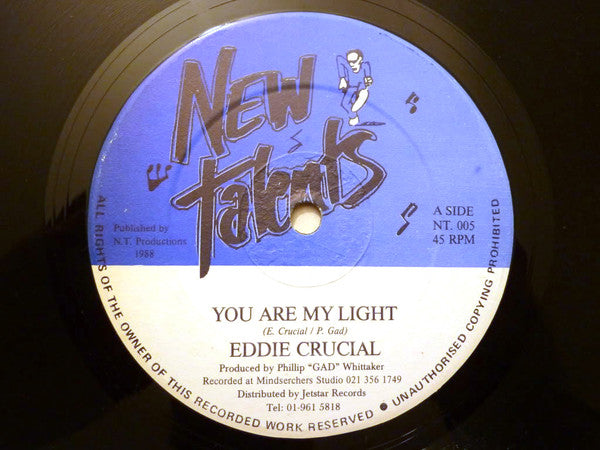 New
Talents
Published by
N.T. Productions
1988
A SIDE
NT. 005
45 RPM
YOU ARE MY LIGHT
(E. Crucial / P. Gad)
EDDIE CRUCIAL
Produced by Phillip "GAD" Whittaker
Recorded at Mindserchers Studio 021 356 1749
Distributed by Jetstar Records
Tel: 01-961 5818
ALL RIGHTS OF THE OWNER OF THIS RECORDED WORK RESERVED ● UNAUTHORISED COPYING PROHIBITED